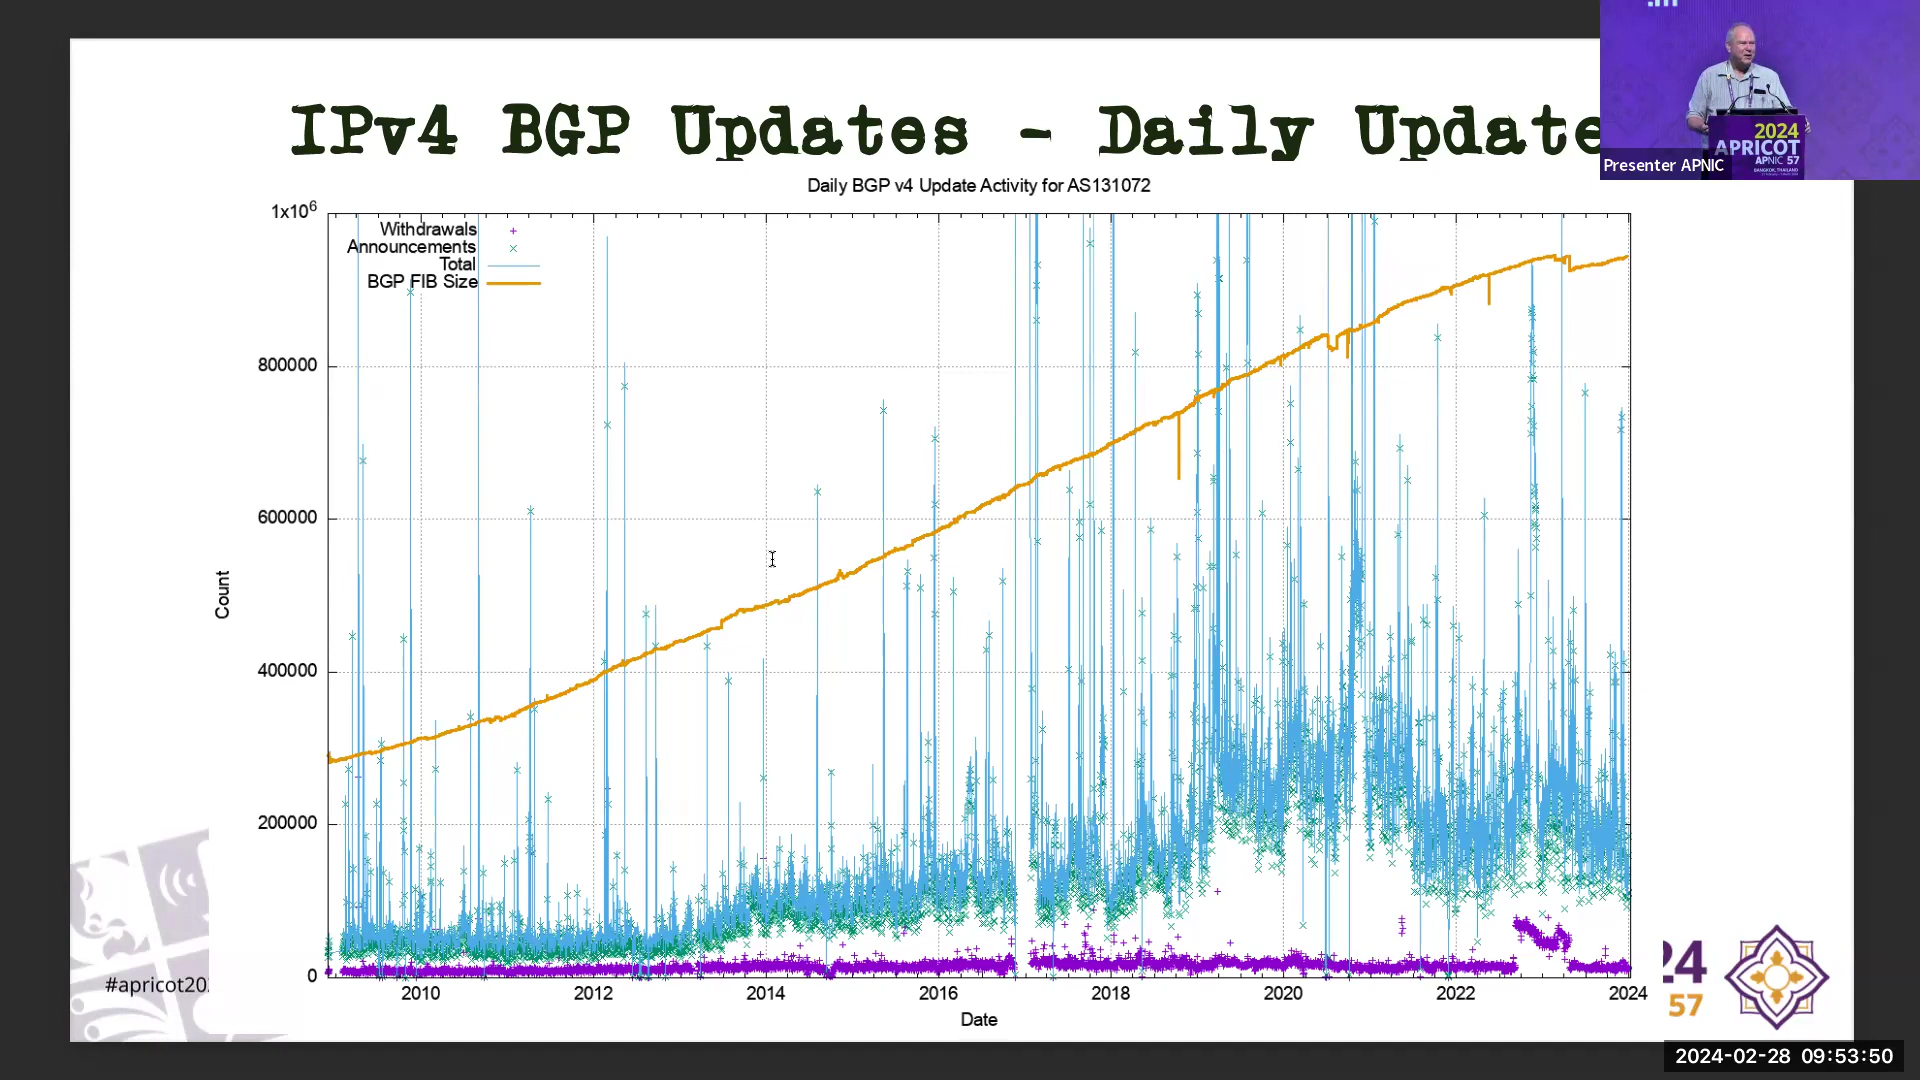 IPv4 BGP Updates - Daily Update
Daily BGP v4 Update Activity for AS131072
1x10^6
800000
600000
400000
200000
0
Count
Withdrawals
Announcements
Total
BGP FIB Size
2010
2012
2014
2016
2018
2020
2022
2024
Date
#apricot20
24
57
2024
APRICOT
APNIC 57
BANGKOK, THAILAND
Presenter APNIC
2024-02-28 09:53:50